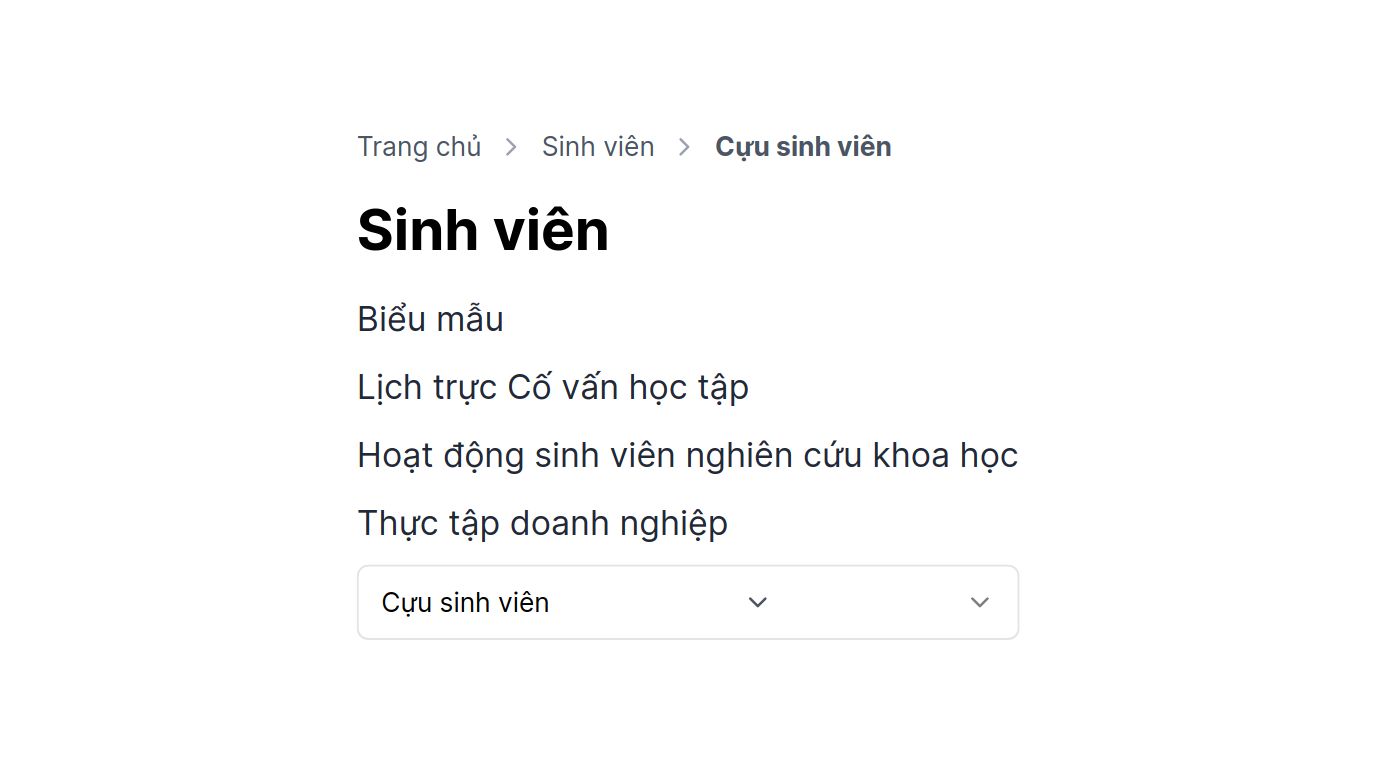 Trang chủ Sinh viên Cựu sinh viên
Sinh viên
Biểu mẫu
Lịch trực Cố vấn học tập
Hoạt động sinh viên nghiên cứu khoa học
Thực tập doanh nghiệp
Cựu sinh viên